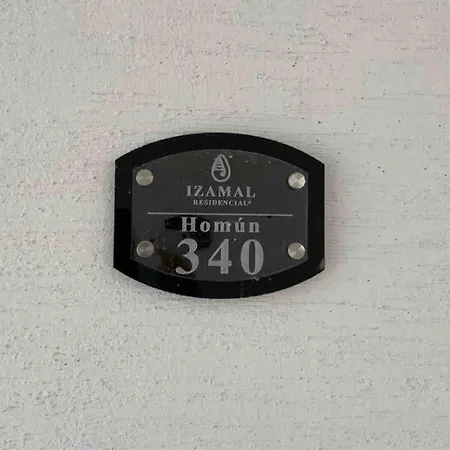 IZAMAL
RESIDENCIAL®
Homún
340